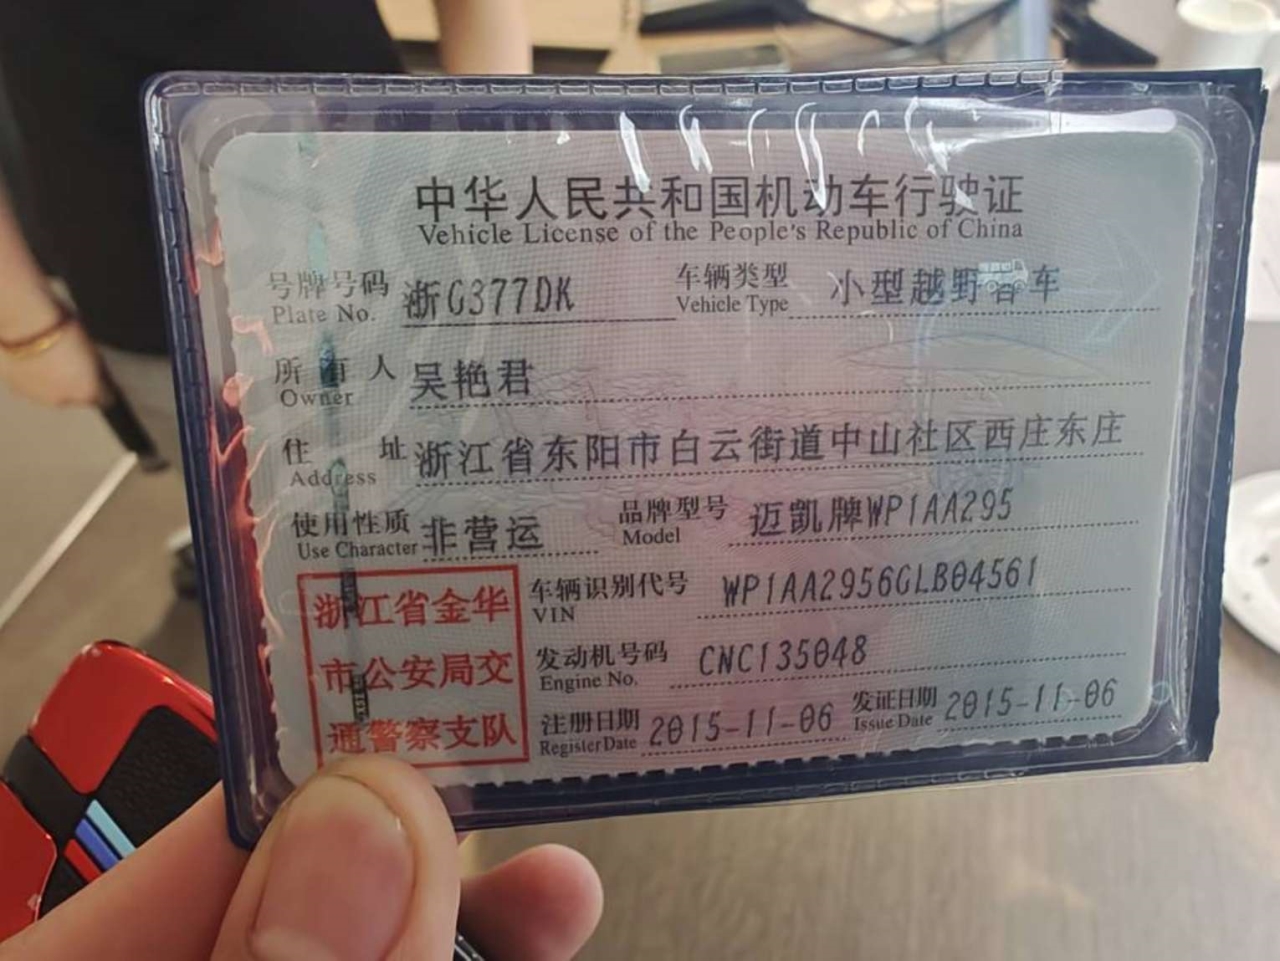 中华人民共和国机动车行驶证
Vehicle License of the People's Republic of China
号牌号码 浙G377DK 车辆类型 小型越野客车
Plate No. Vehicle Type
所有人 吴艳君
Owner
住址 浙江省东阳市白云街道中山社区西庄东庄
Address
使用性质 非营运 品牌型号 迈凯牌WP1AA295
Use Character Model
浙江省金华
市公安局交
通警察支队
车辆识别代号 WP1AA2956GLB04561
VIN
发动机号码 CNC135048
Engine No.
注册日期 2015-11-06 发证日期 2015-11-06
Register Date Issue Date